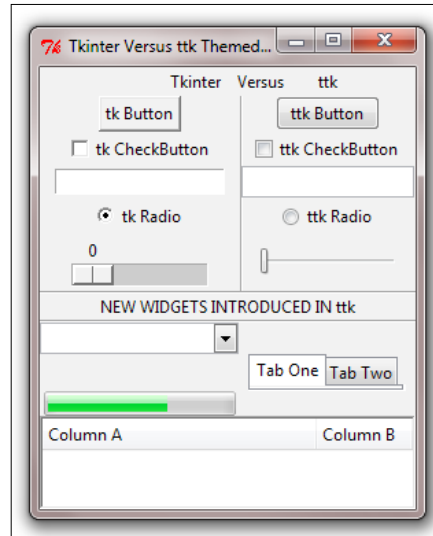 Tkinter Versus ttk Themed...
Tkinter Versus ttk
tk Button ttk Button
tk CheckButton ttk CheckButton
tk Radio ttk Radio
0
NEW WIDGETS INTRODUCED IN ttk
Tab One Tab Two
Column A Column B